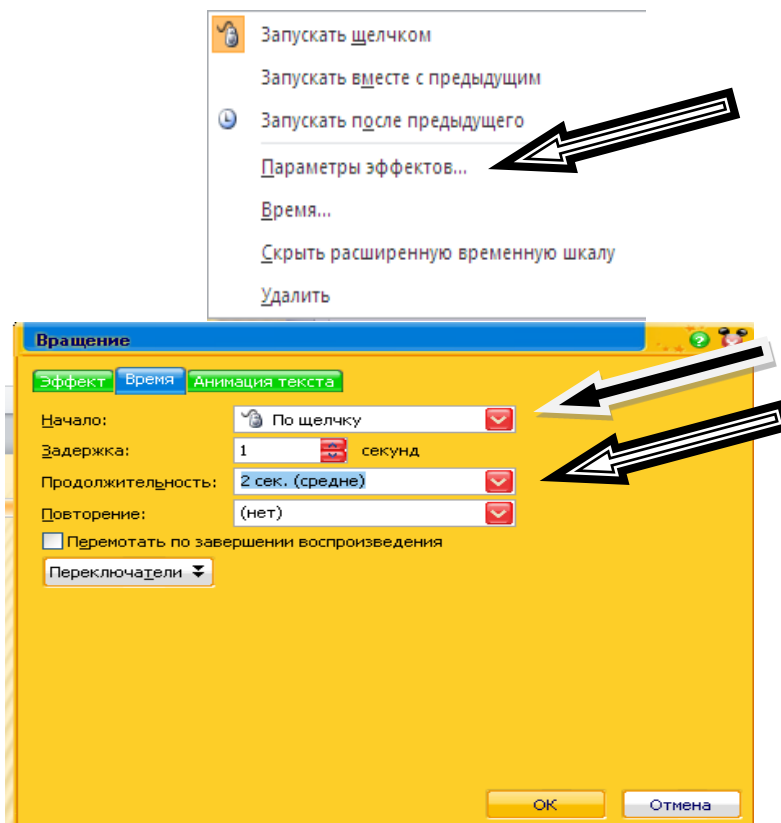 Запускать щелчком
Запускать вместе с предыдущим
Запускать после предыдущего
Параметры эффектов...
Время...
Скрыть расширенную временную шкалу
Удалить
Вращение
Эффект Время Анимация текста
Начало: По щелчку
Задержка: 1 секунд
Продолжительность: 2 сек. (средне)
Повторение: (нет)
Перемотать по завершении воспроизведения
Переключатели
ОК Отмена